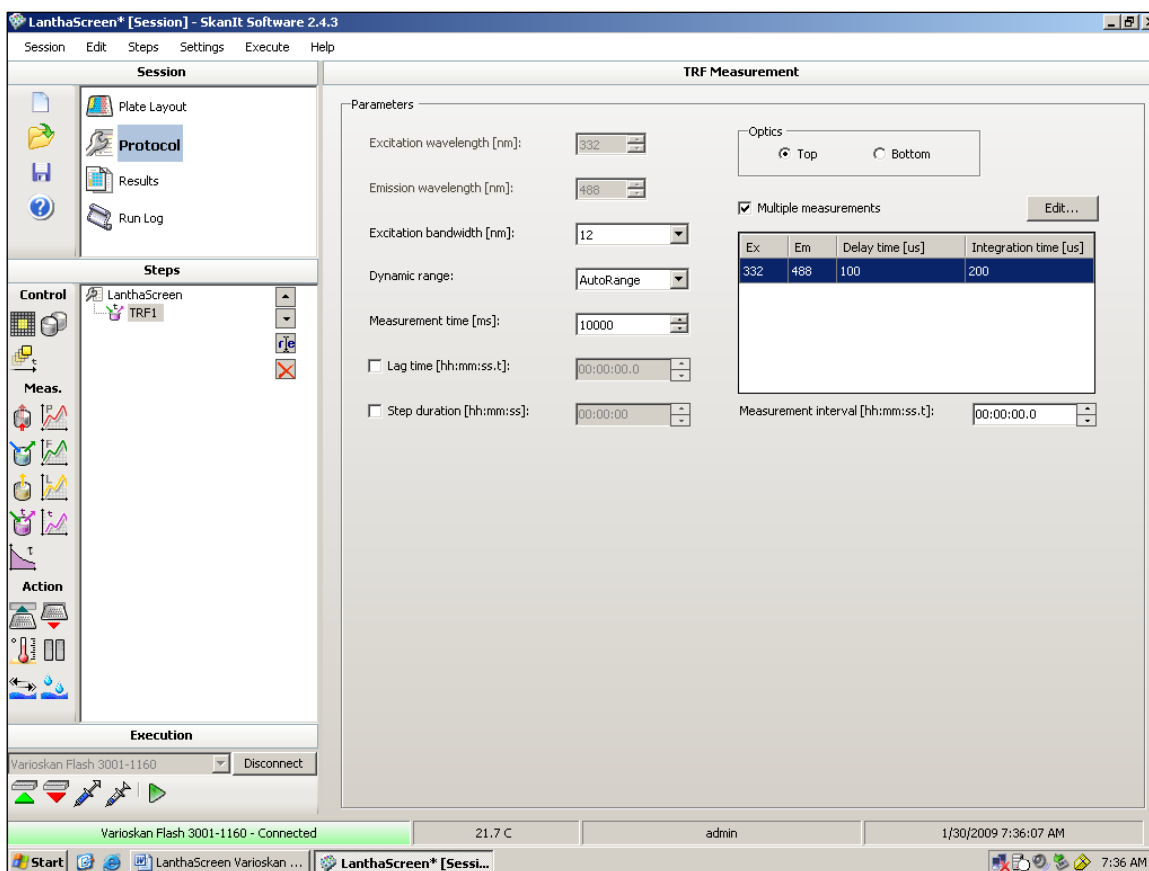 LanthaScreen* [Session] - SkanIt Software 2.4.3
Session Edit Steps Settings Execute Help
Session
Plate Layout
Protocol
Results
Run Log
Steps
Control
LanthaScreen
TRF1
Meas.
Action
Execution
Varioskan Flash 3001-1160
Disconnect
TRF Measurement
Parameters
Excitation wavelength [nm]: 332
Emission wavelength [nm]: 488
Excitation bandwidth [nm]: 12
Dynamic range: AutoRange
Measurement time [ms]: 10000
Lag time [hh:mm:ss.t]: 00:00:00.0
Step duration [hh:mm:ss]: 00:00:00
Optics
Top Bottom
Multiple measurements Edit...
Ex Em Delay time [us] Integration time [us]
332 488 100 200
Measurement interval [hh:mm:ss.t]: 00:00:00.0
Varioskan Flash 3001-1160 - Connected 21.7 C admin 1/30/2009 7:36:07 AM
Start LanthaScreen Varioskan ... LanthaScreen* [Sessi... 7:36 AM